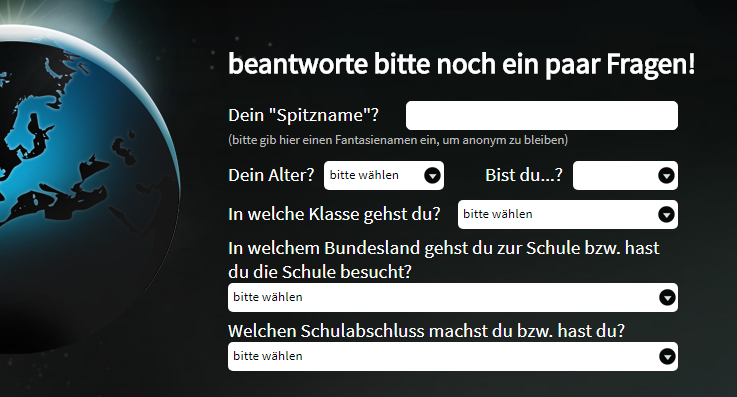 beantworte bitte noch ein paar Fragen!
Dein "Spitzname"?
(bitte gib hier einen Fantasienamen ein, um anonym zu bleiben)
Dein Alter? bitte wählen Bist du...?
In welche Klasse gehst du? bitte wählen
In welchem Bundesland gehst du zur Schule bzw. hast
du die Schule besucht?
bitte wählen
Welchen Schulabschluss machst du bzw. hast du?
bitte wählen